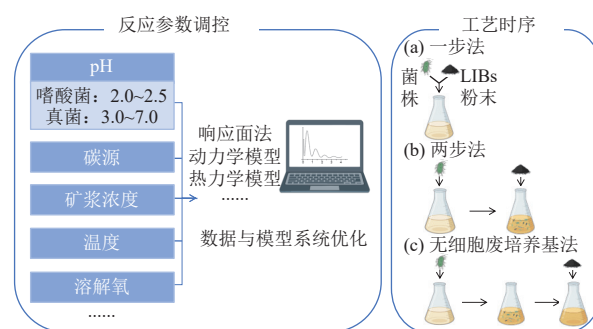 反应参数调控
pH
嗜酸菌：2.0~2.5
真菌：3.0~7.0
碳源
矿浆浓度
温度
溶解氧
......
响应面法
动力学模型
热力学模型
......
数据与模型系统优化
工艺时序
(a) 一步法
菌株
LIBs
粉末
(b) 两步法
(c) 无细胞废培养基法